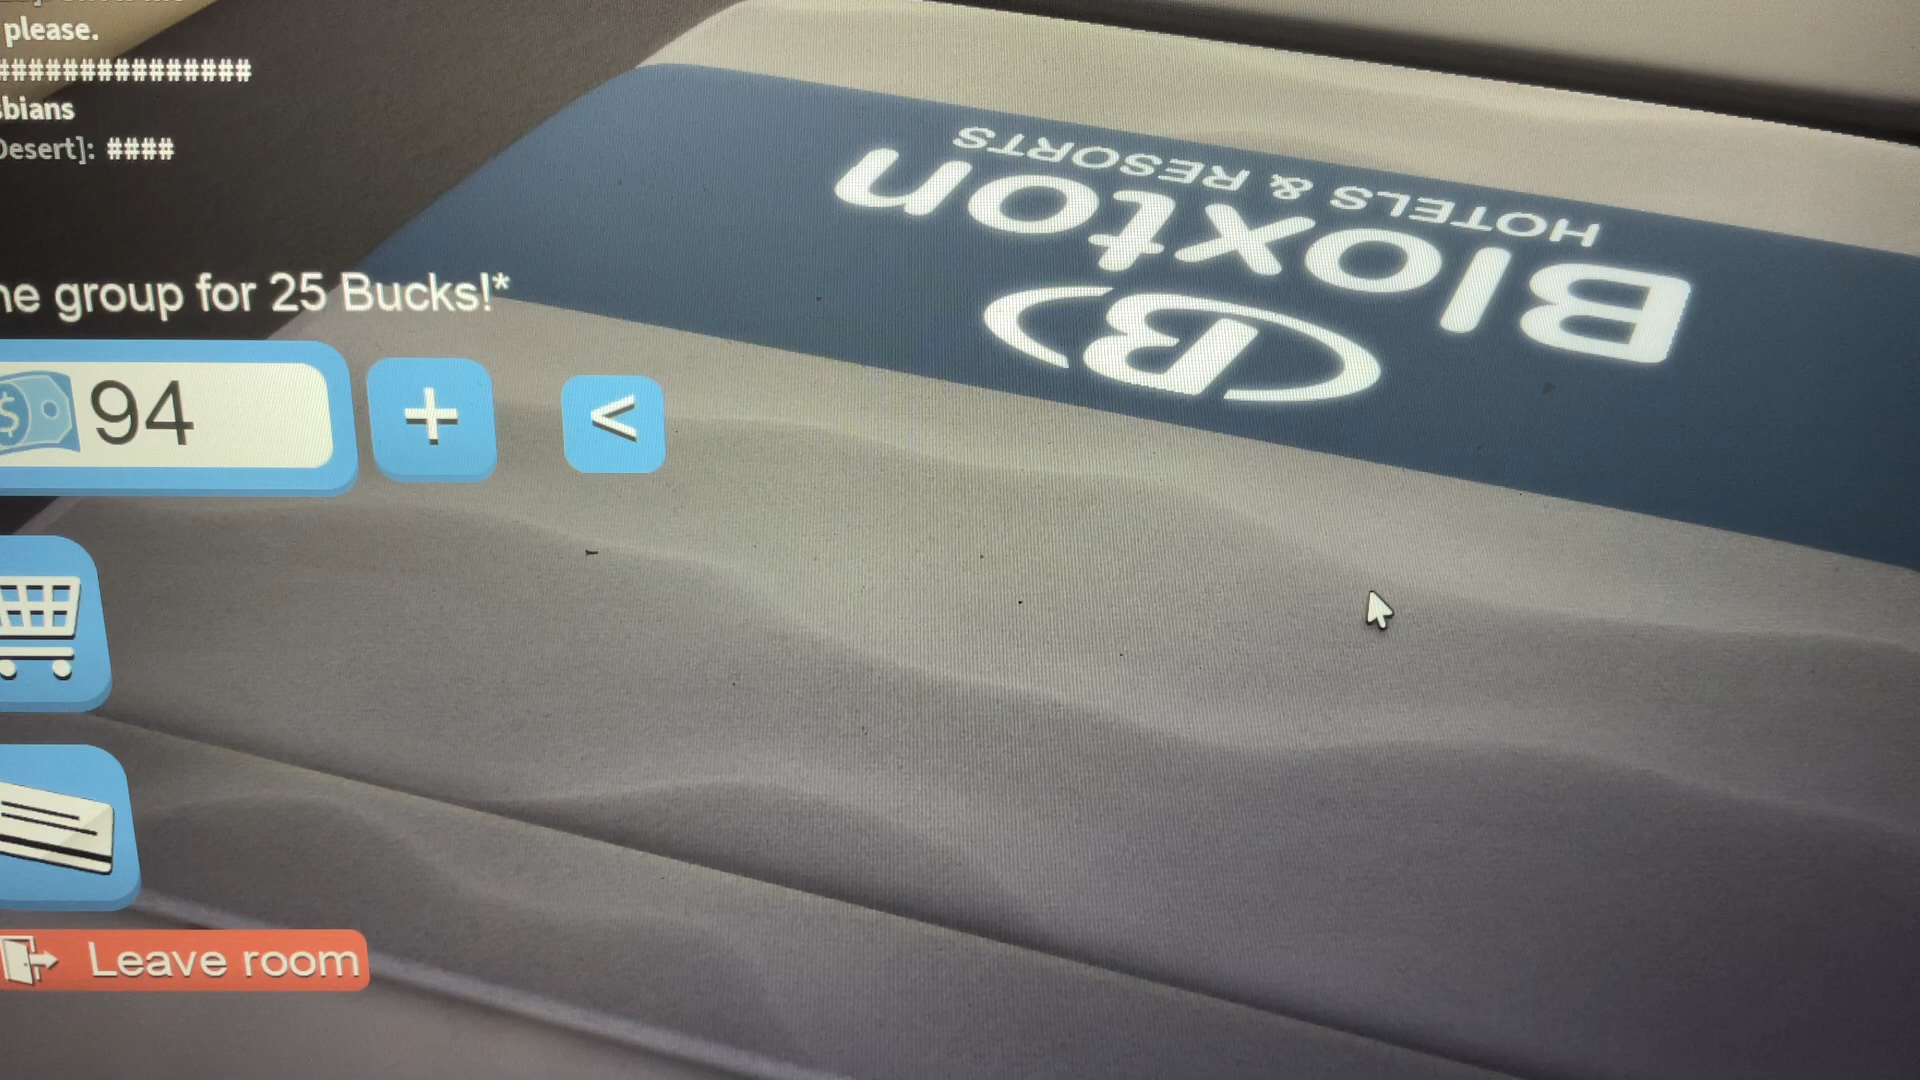 please.
##############
bians
Desert]: ####
he group for 25 Bucks!*
94
+
<
Leave room
B
Bloxton
HOTELS & RESORTS